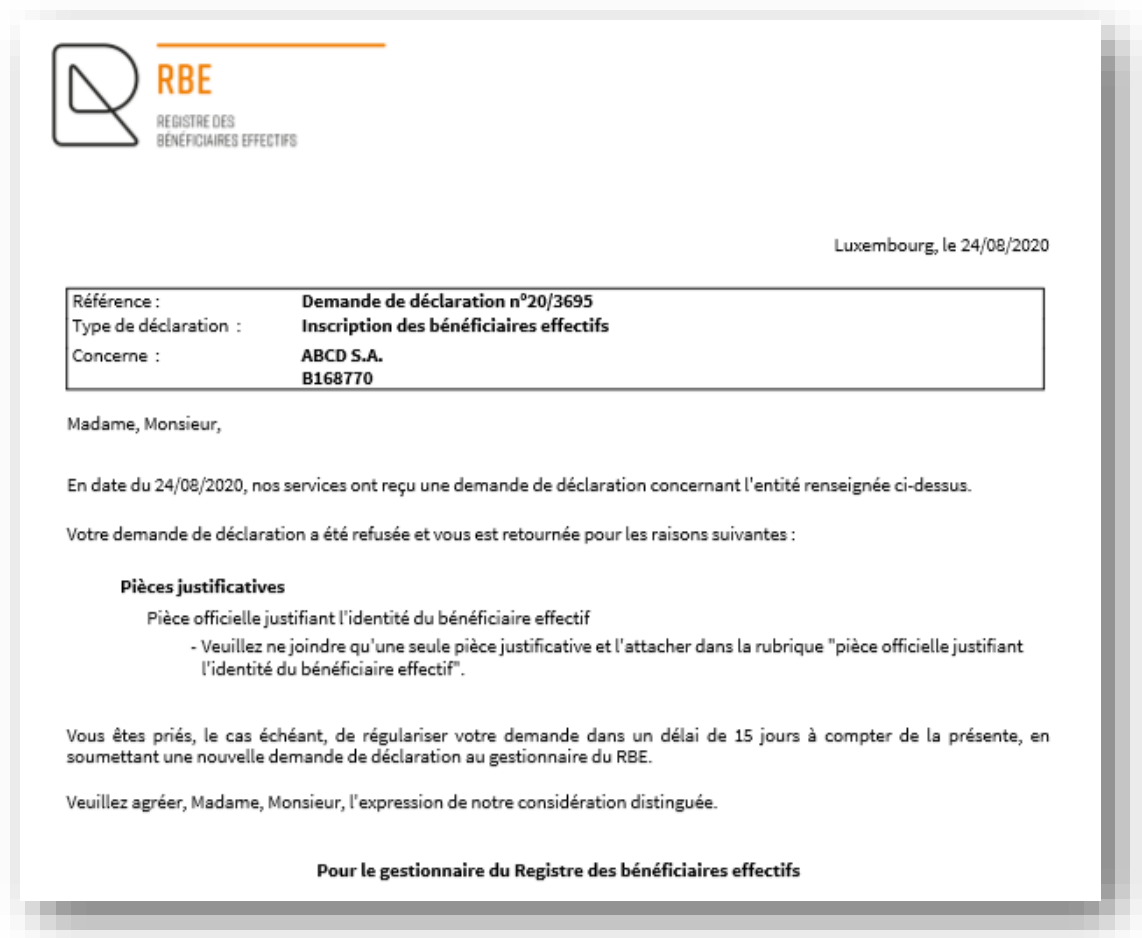 RBE
REGISTRE DES
BÉNÉFICIAIRES EFFECTIFS
Luxembourg, le 24/08/2020
Référence : Demande de déclaration n°20/3695
Type de déclaration : Inscription des bénéficiaires effectifs
Concerne : ABCD S.A.
B168770
Madame, Monsieur,
En date du 24/08/2020, nos services ont reçu une demande de déclaration concernant l'entité renseignée ci-dessus.
Votre demande de déclaration a été refusée et vous est retournée pour les raisons suivantes :
Pièces justificatives
Pièce officielle justifiant l'identité du bénéficiaire effectif
- Veuillez ne joindre qu'une seule pièce justificative et l'attacher dans la rubrique "pièce officielle justifiant
l'identité du bénéficiaire effectif".
Vous êtes priés, le cas échéant, de régulariser votre demande dans un délai de 15 jours à compter de la présente, en
soumettant une nouvelle demande de déclaration au gestionnaire du RBE.
Veuillez agréer, Madame, Monsieur, l'expression de notre considération distinguée.
Pour le gestionnaire du Registre des bénéficiaires effectifs